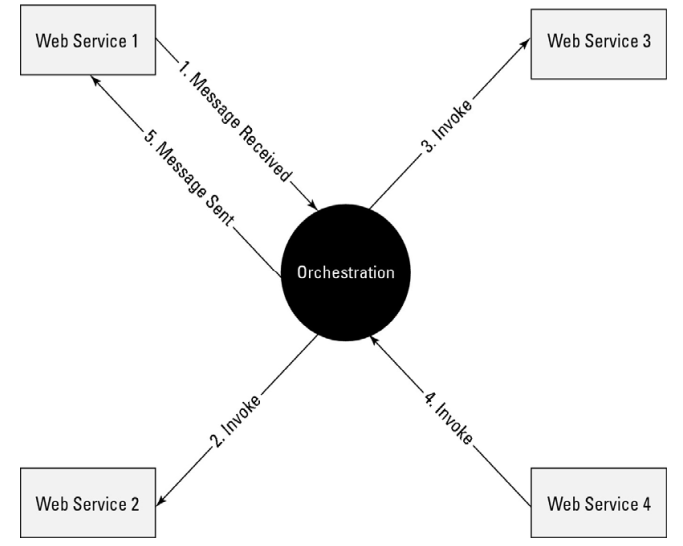 Web Service 1
Web Service 3
1. Message Received
3. Invoke
5. Message Sent
Orchestration
2. Invoke
4. Invoke
Web Service 2
Web Service 4